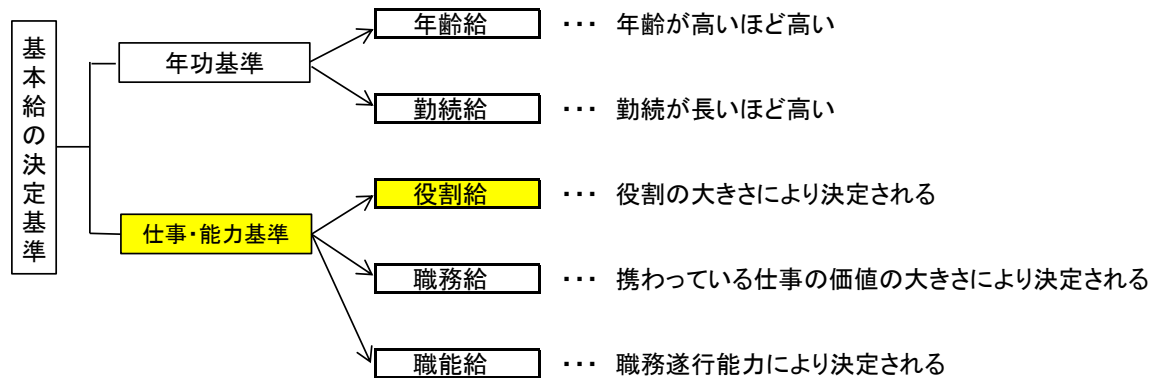 基本給の決定基準
年功基準
年齢給 ・・・ 年齢が高いほど高い
勤続給 ・・・ 勤続が長いほど高い
仕事・能力基準
役割給 ・・・ 役割の大きさにより決定される
職務給 ・・・ 携わっている仕事の価値の大きさにより決定される
職能給 ・・・ 職務遂行能力により決定される